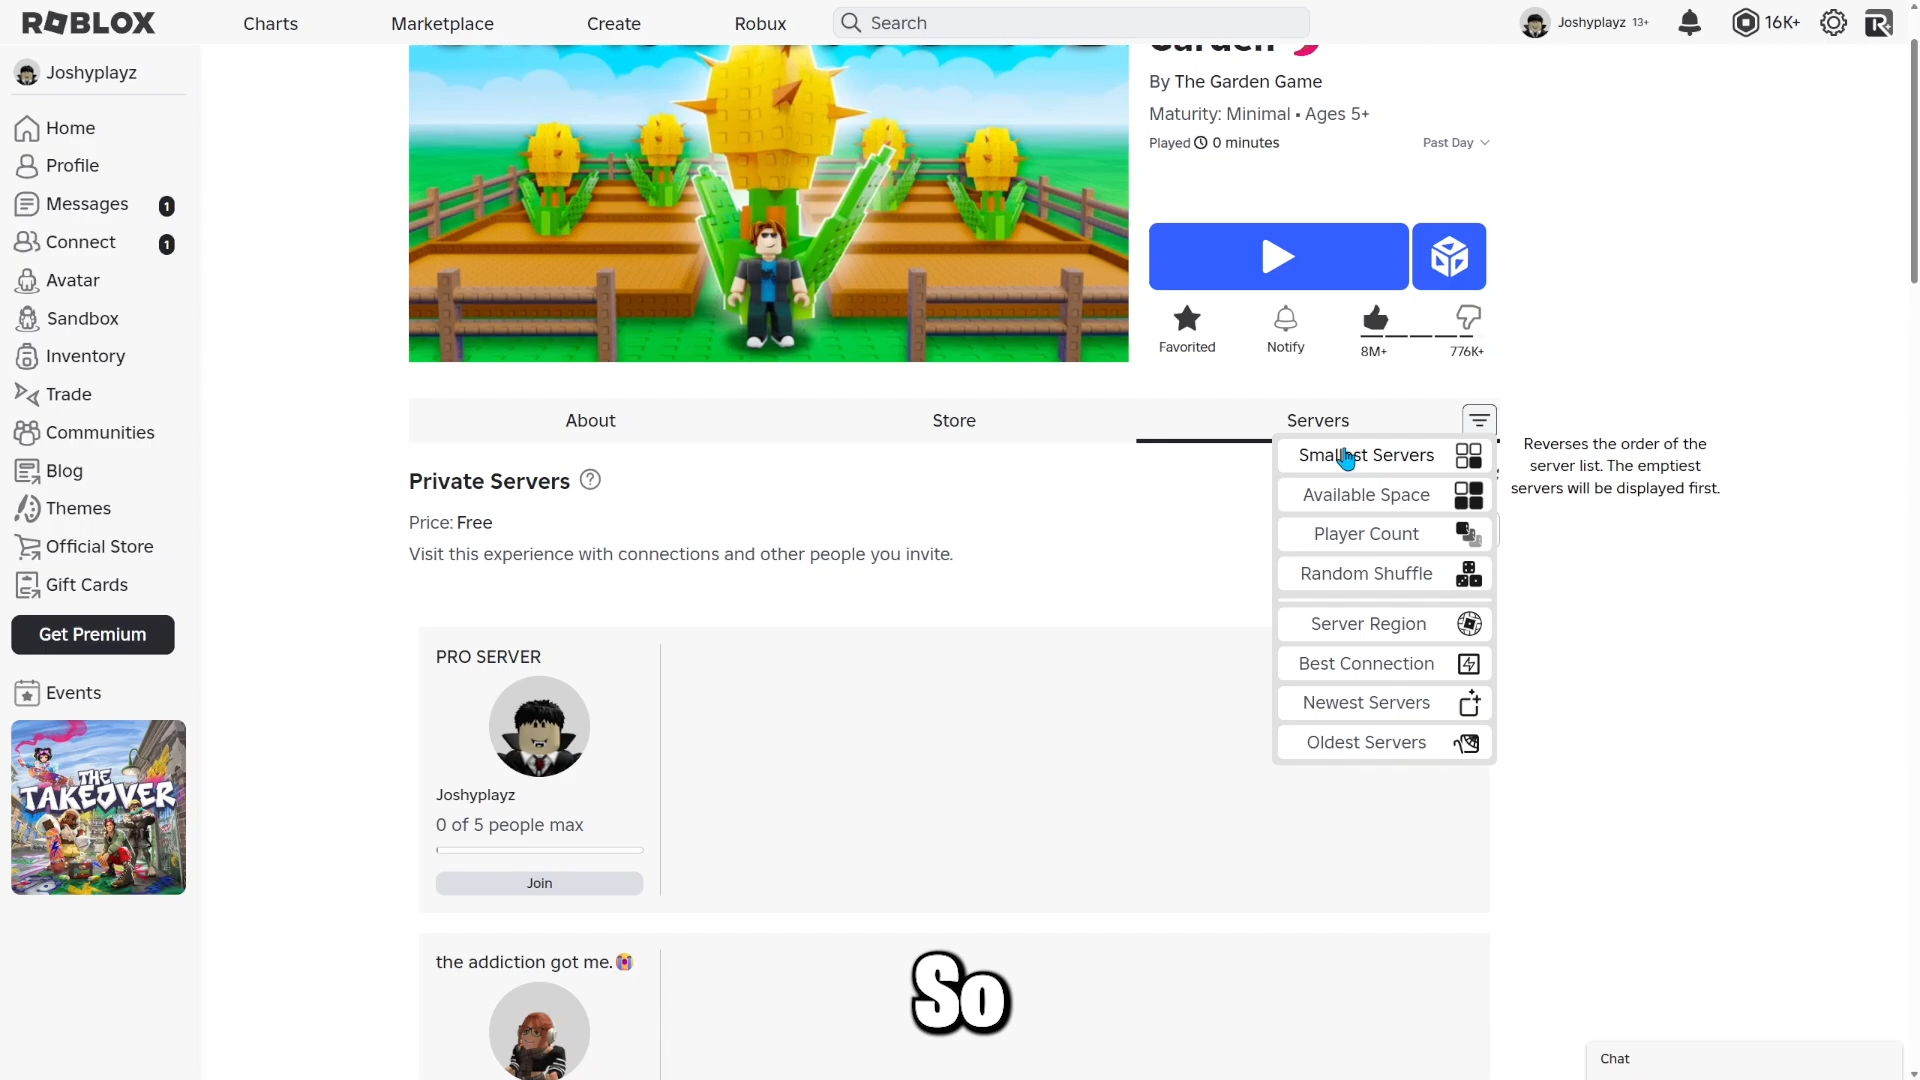 ROBLOX
Charts
Marketplace
Create
Robux
Search
Joshyplayz 13+
16K+
Joshyplayz
Home
Profile
Messages 1
Connect 1
Avatar
Sandbox
Inventory
Trade
Communities
Blog
Themes
Official Store
Gift Cards
Get Premium
Events
THE
TAKEOVER
Garden
By The Garden Game
Maturity: Minimal • Ages 5+
Played 0 minutes
Past Day
Favorited
Notify
8M+
776K+
About
Store
Servers
Smallest Servers
Available Space
Player Count
Random Shuffle
Server Region
Best Connection
Newest Servers
Oldest Servers
Reverses the order of the
server list. The emptiest
servers will be displayed first.
Private Servers
Price: Free
Visit this experience with connections and other people you invite.
PRO SERVER
Joshyplayz
0 of 5 people max
Join
the addiction got me.😭
So
Chat